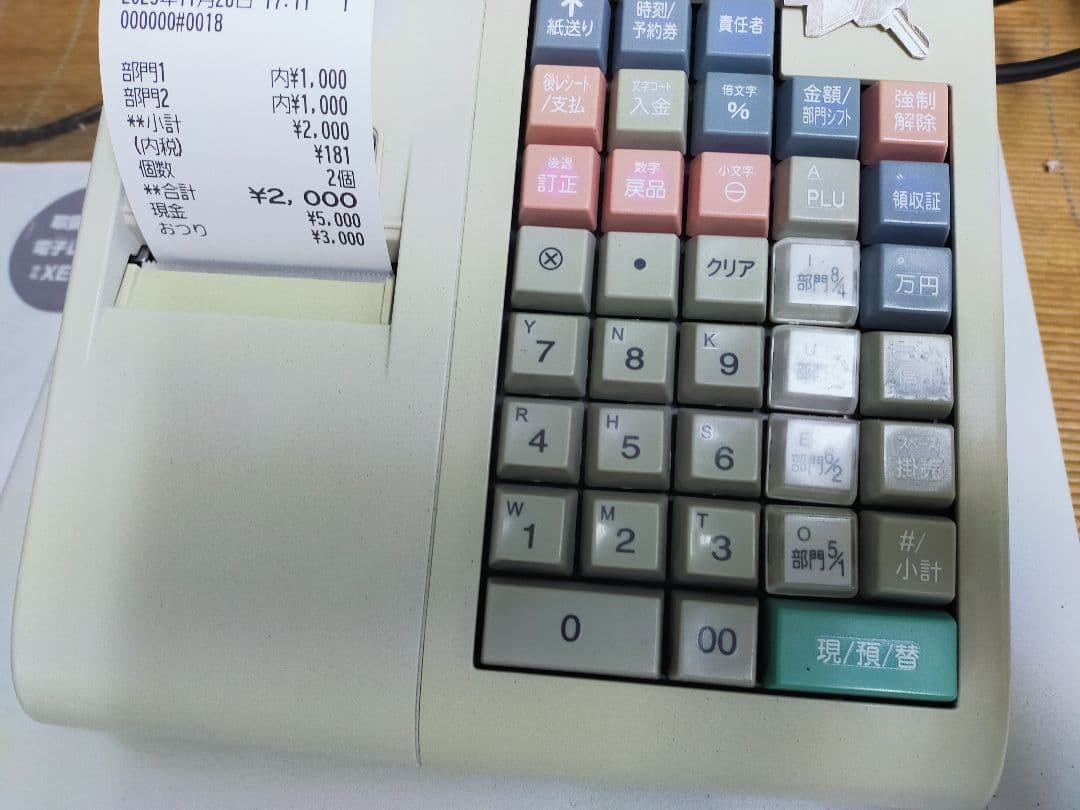 000000#0018
部門1 内¥1,000
部門2 内¥1,000
**小計 ¥2,000
(内税) ¥181
個数 2個
**合計 ¥2,000
現金 ¥5,000
おつり ¥3,000
紙送り
時刻/
予約券
責任者
後レシート
/支払
文字コード
入金
倍文字
%
金額/
部門シフト
強制
解除
後退
訂正
数字
戻品
小文字
⊖
A
PLU
領収証
⊗
•
クリア
I
部門8/4
万円
Y
7
N
8
K
9
U
R
4
H
5
S
6
E
部門6/2
スペース
掛売
W
1
M
2
T
3
O
部門5/1
#/
小計
0
00
現/預/替
電子
XE